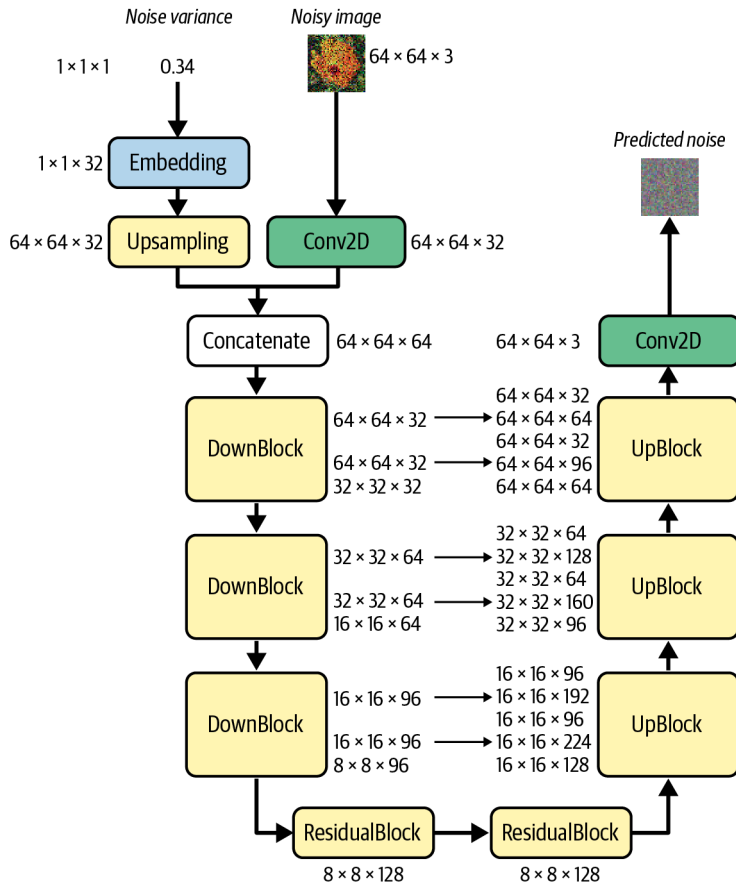 Noise variance
Noisy image
1 × 1 × 1
0.34
64 × 64 × 3
1 × 1 × 32
Embedding
64 × 64 × 32
Upsampling
Conv2D
64 × 64 × 32
Concatenate
64 × 64 × 64
DownBlock
64 × 64 × 32
64 × 64 × 32
32 × 32 × 32
DownBlock
32 × 32 × 64
32 × 32 × 64
16 × 16 × 64
DownBlock
16 × 16 × 96
16 × 16 × 96
8 × 8 × 96
ResidualBlock
8 × 8 × 128
ResidualBlock
8 × 8 × 128
Predicted noise
64 × 64 × 3
Conv2D
64 × 64 × 32
64 × 64 × 64
64 × 64 × 32
64 × 64 × 96
64 × 64 × 64
UpBlock
32 × 32 × 64
32 × 32 × 128
32 × 32 × 64
32 × 32 × 160
32 × 32 × 96
UpBlock
16 × 16 × 96
16 × 16 × 192
16 × 16 × 96
16 × 16 × 224
16 × 16 × 128
UpBlock